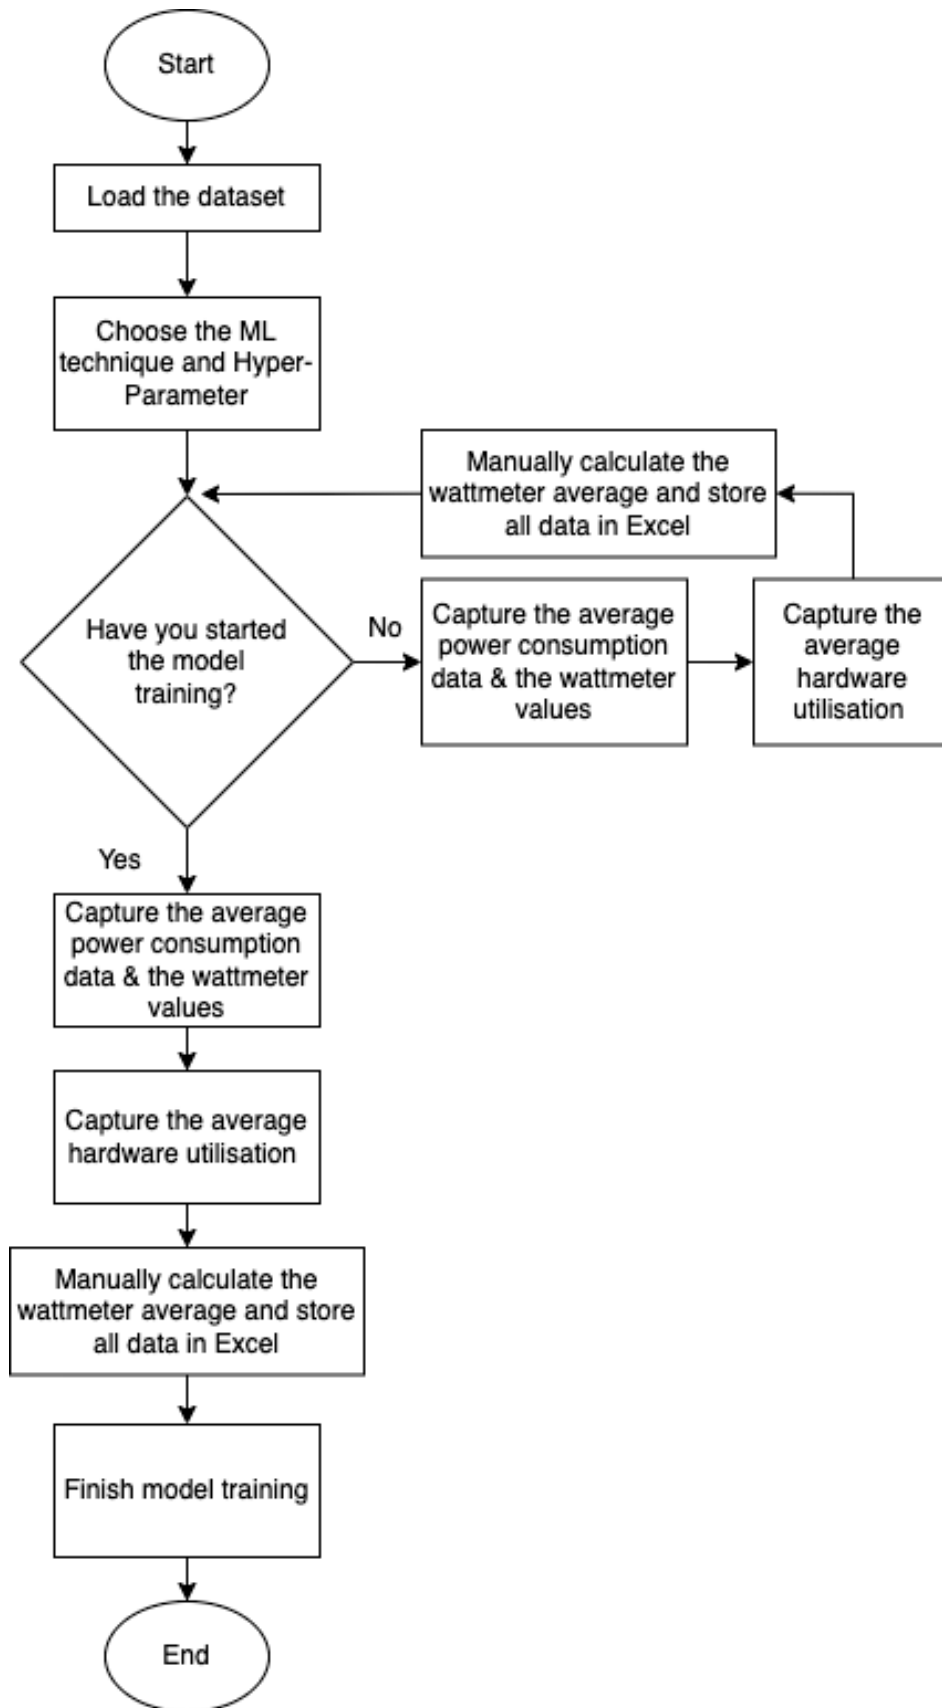 Start
Load the dataset
Choose the ML
technique and Hyper-
Parameter
Manually calculate the
wattmeter average and store
all data in Excel
Have you started
the model
training?
No
Capture the average
power consumption
data & the wattmeter
values
Capture the
average
hardware
utilisation
Yes
Capture the average
power consumption
data & the wattmeter
values
Capture the average
hardware utilisation
Manually calculate the
wattmeter average and store
all data in Excel
Finish model training
End